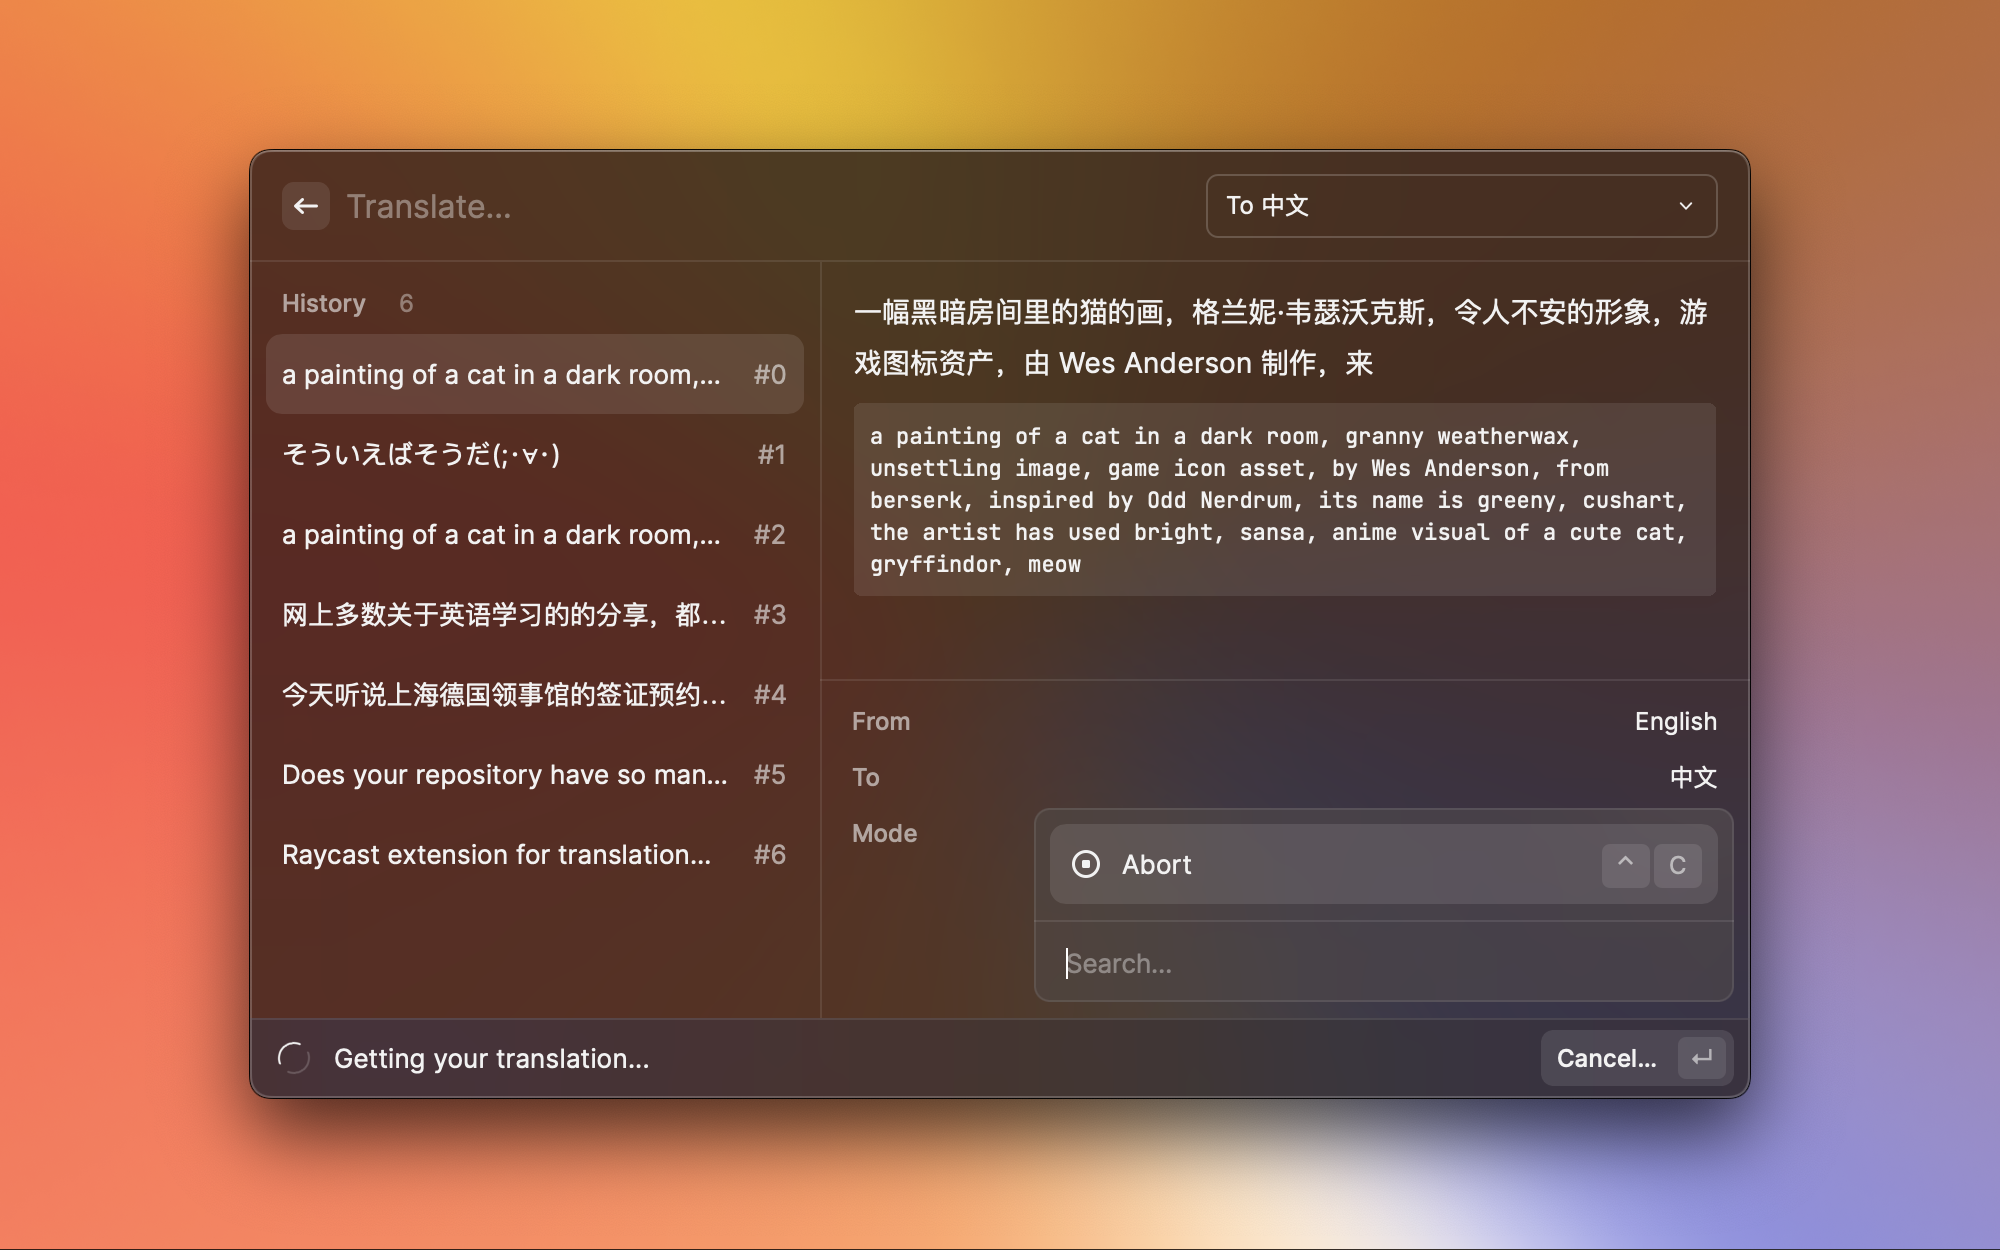 Translate...
To 中文
History 6
a painting of a cat in a dark room,... #0
そういえばそうだ(;･∀･) #1
a painting of a cat in a dark room,... #2
网上多数关于英语学习的的分享，都... #3
今天听说上海德国领事馆的签证预约... #4
Does your repository have so man... #5
Raycast extension for translation... #6
一幅黑暗房间里的猫的画，格兰妮·韦瑟沃克斯，令人不安的形象，游
戏图标资产，由 Wes Anderson 制作，来
a painting of a cat in a dark room, granny weatherwax,
unsettling image, game icon asset, by Wes Anderson, from
berserk, inspired by Odd Nerdrum, its name is greeny, cushart,
the artist has used bright, sansa, anime visual of a cute cat,
gryffindor, meow
From English
To 中文
Mode
Abort ^ C
Search...
Getting your translation...
Cancel...